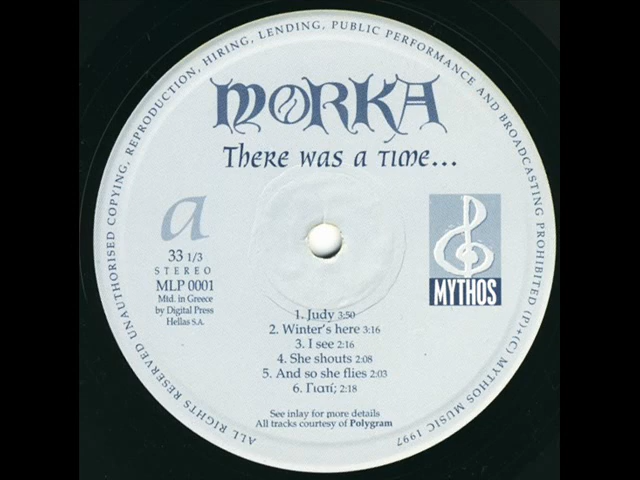 MORKA
There was a time...
a
33 1/3
STEREO
MLP 0001
Mtd. in Greece
by Digital Press
Hellas S.A.
MYTHOS
1. Judy 3:50
2. Winter's here 3:16
3. I see 2:16
4. She shouts 2:08
5. And so she flies 2:03
6. Γιατί; 2:18
See inlay for more details
All tracks courtesy of Polygram
ALL RIGHTS RESERVED UNAUTHORISED COPYING, REPRODUCTION, HIRING, LENDING, PUBLIC PERFORMANCE AND BROADCASTING PROHIBITED (P)+(C) MYTHOS MUSIC 1997